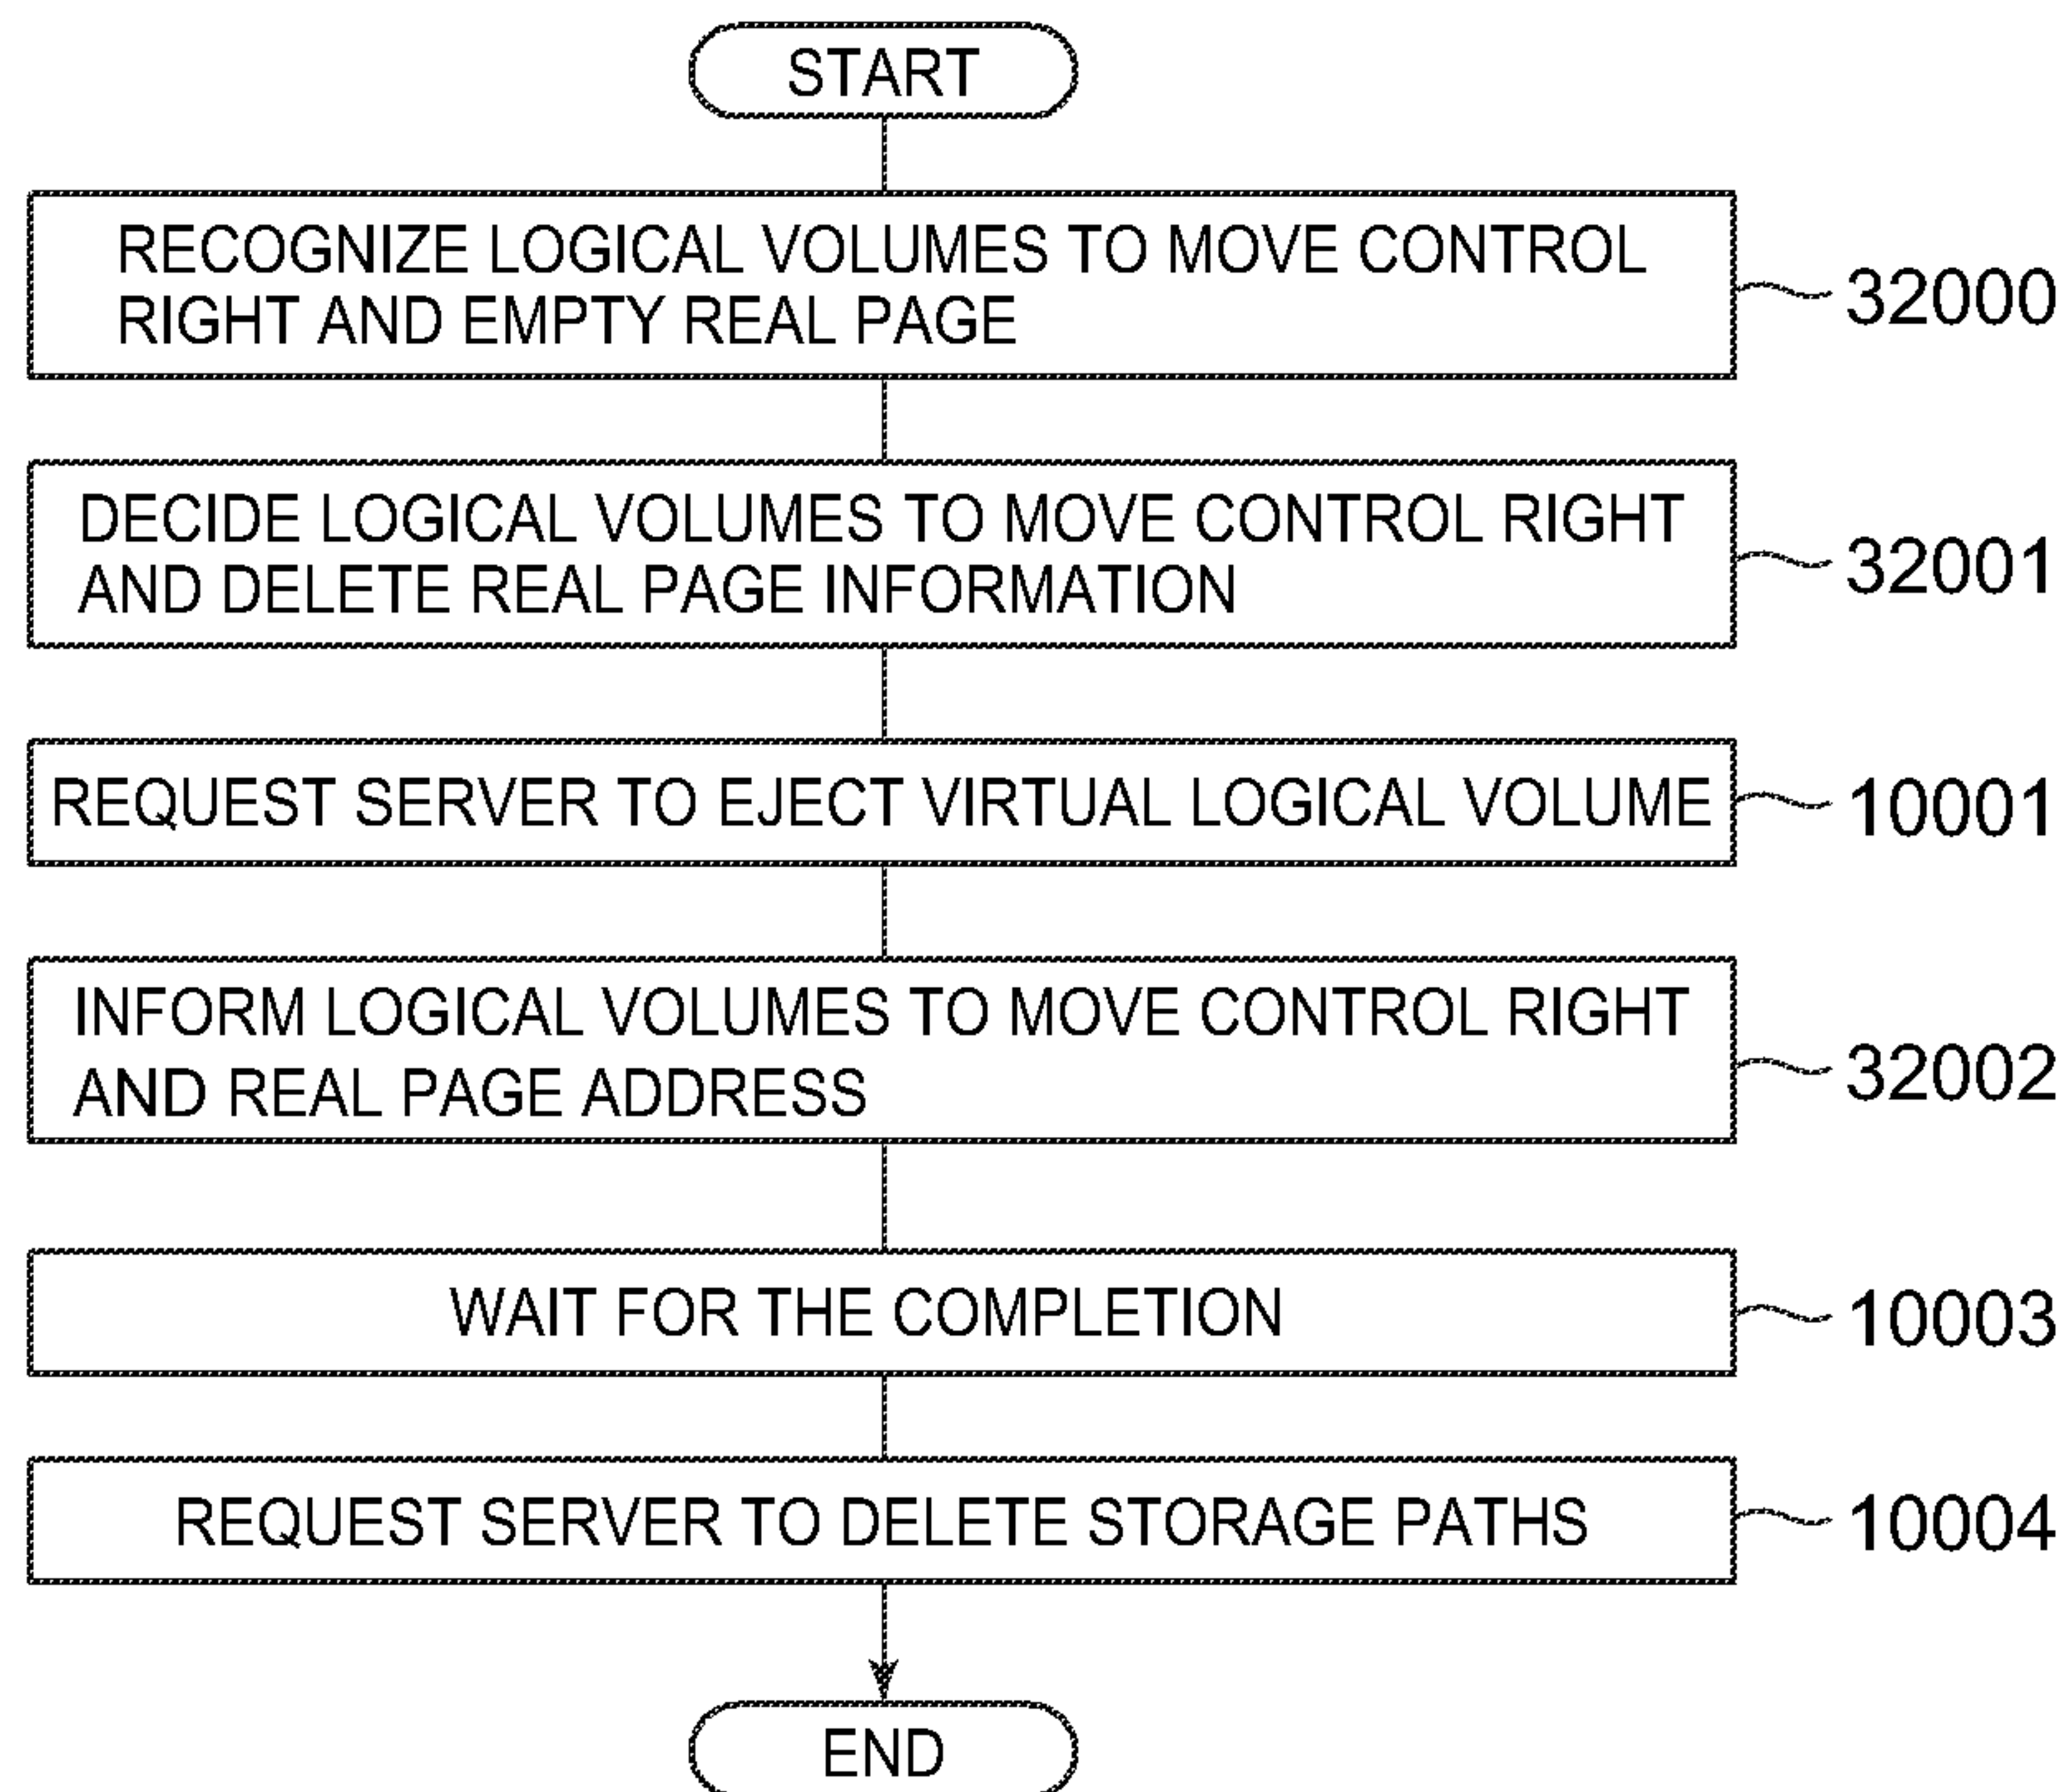 START
RECOGNIZE LOGICAL VOLUMES TO MOVE CONTROL
RIGHT AND EMPTY REAL PAGE
32000
DECIDE LOGICAL VOLUMES TO MOVE CONTROL RIGHT
AND DELETE REAL PAGE INFORMATION
32001
REQUEST SERVER TO EJECT VIRTUAL LOGICAL VOLUME
10001
INFORM LOGICAL VOLUMES TO MOVE CONTROL RIGHT
AND REAL PAGE ADDRESS
32002
WAIT FOR THE COMPLETION
10003
REQUEST SERVER TO DELETE STORAGE PATHS
10004
END